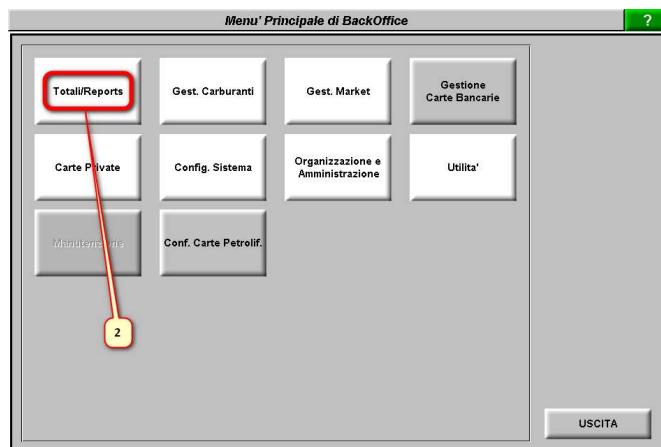 Menu' Principale di BackOffice
?
Totali/Reports
Gest. Carburanti
Gest. Market
Gestione
Carte Bancarie
Carte Private
Config. Sistema
Organizzazione e
Amministrazione
Utilita'
Manutenzione
Conf. Carte Petrolif.
2
USCITA